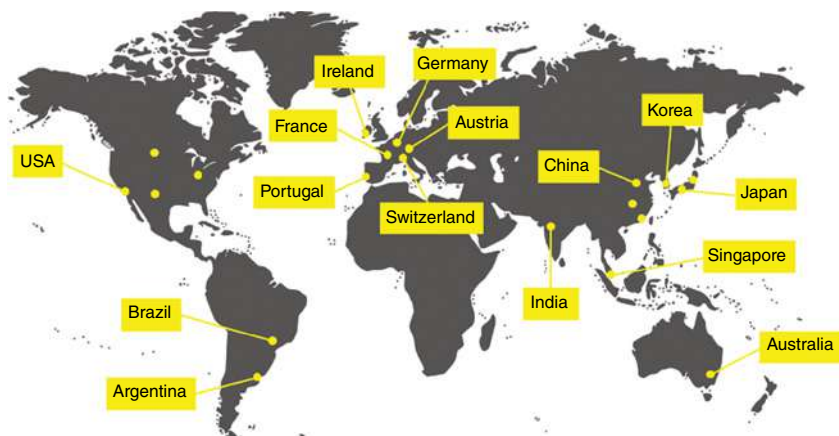 Ireland
Germany
France
Austria
Korea
USA
China
Portugal
Japan
Switzerland
Singapore
India
Brazil
Australia
Argentina